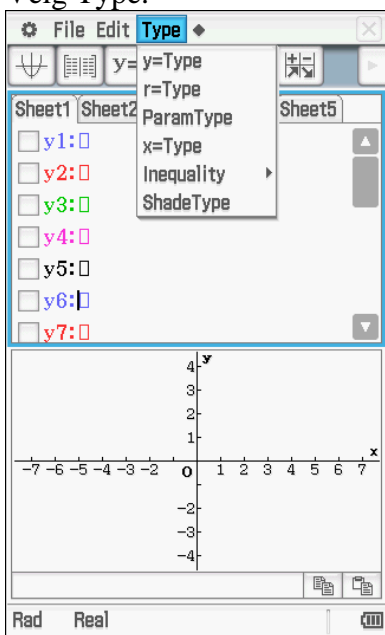 Velg Type.
File Edit Type
y=
y=Type
r=Type
ParamType
x=Type
Inequality
ShadeType
Sheet1 Sheet2 Sheet5
y1:
y2:
y3:
y4:
y5:
y6:
y7:
y
4
3
2
1
x
-7 -6 -5 -4 -3 -2 0 1 2 3 4 5 6 7
-2
-3
-4
Rad Real